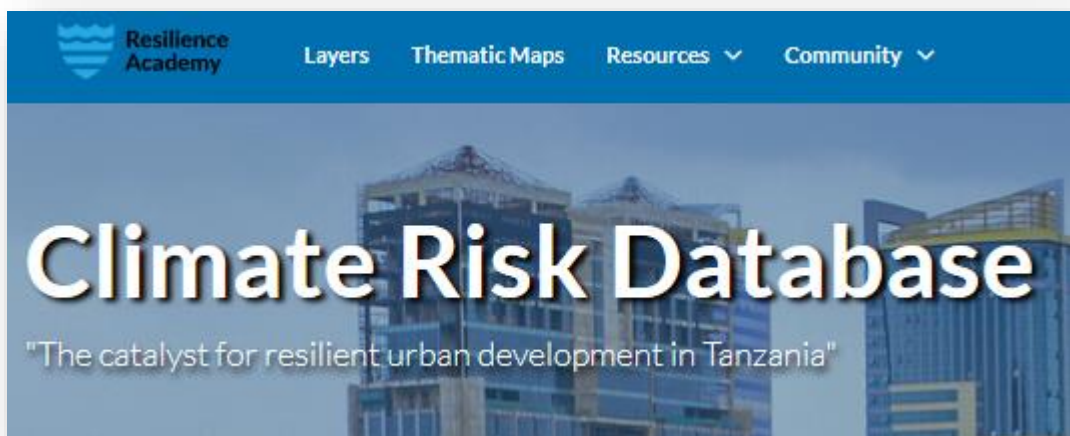 Resilience
Academy
Layers Thematic Maps Resources Community
Climate Risk Database
"The catalyst for resilient urban development in Tanzania"